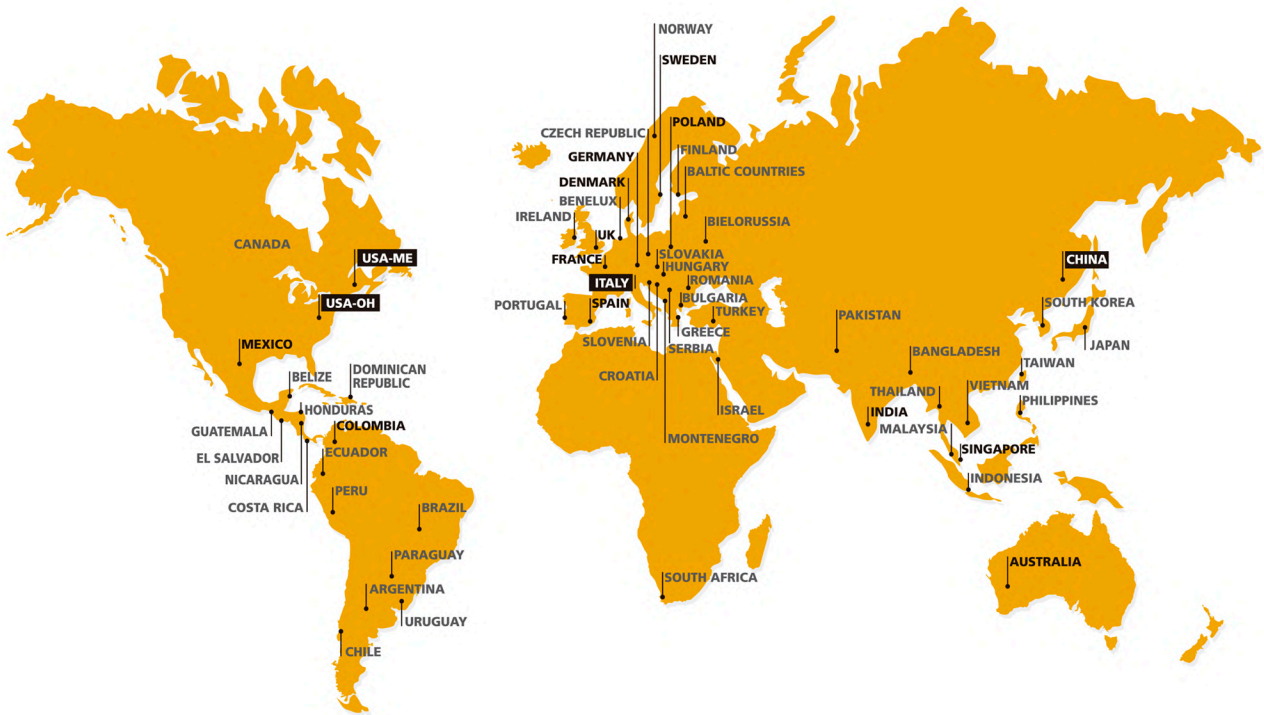 NORWAY
SWEDEN
POLAND
CZECH REPUBLIC
FINLAND
GERMANY
BALTIC COUNTRIES
DENMARK
BENELUX
IRELAND
BIELORUSSIA
UK
CANADA
SLOVAKIA
USA-ME
FRANCE
CHINA
HUNGARY
ROMANIA
ITALY
BULGARIA
USA-OH
SPAIN
PORTUGAL
SOUTH KOREA
TURKEY
PAKISTAN
GREECE
MEXICO
SLOVENIA
SERBIA
JAPAN
BANGLADESH
TAIWAN
DOMINICAN
REPUBLIC
BELIZE
CROATIA
VIETNAM
THAILAND
PHILIPPINES
HONDURAS
ISRAEL
INDIA
COLOMBIA
MALAYSIA
GUATEMALA
MONTENEGRO
SINGAPORE
ECUADOR
EL SALVADOR
INDONESIA
NICARAGUA
PERU
COSTA RICA
BRAZIL
PARAGUAY
AUSTRALIA
SOUTH AFRICA
ARGENTINA
URUGUAY
CHILE